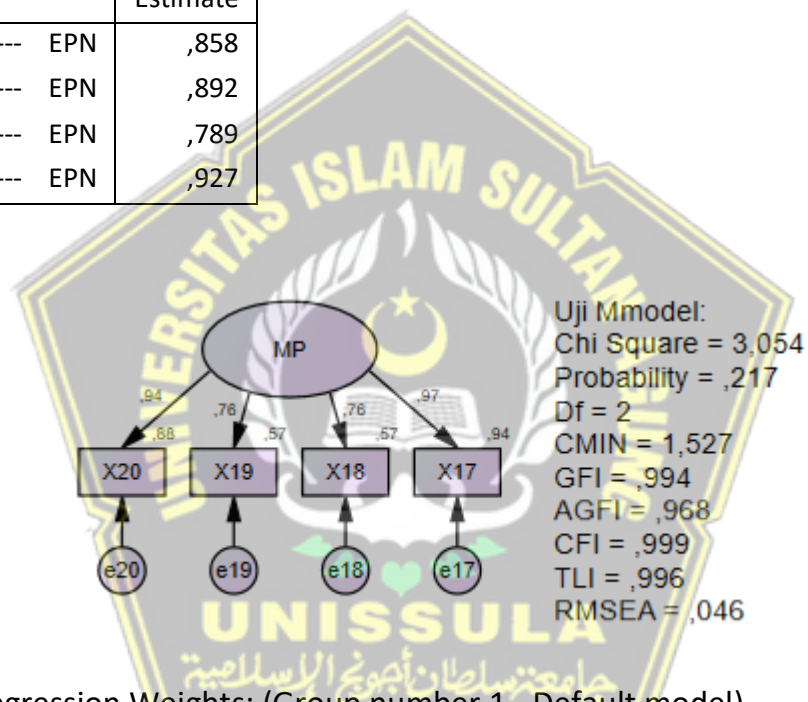 Estimate
--- EPN ,858
--- EPN ,892
--- EPN ,789
--- EPN ,927
UNIVERSITAS ISLAM SULTAN AGUNG
MP
,94 ,76 ,76 ,97
,88 ,57 ,57 ,94
X20 X19 X18 X17
e20 e19 e18 e17
Uji Mmodel:
Chi Square = 3,054
Probability = ,217
Df = 2
CMIN = 1,527
GFI = ,994
AGFI = ,968
CFI = ,999
TLI = ,996
RMSEA = ,046
UNISSULA
جامعة سلطان أجونج الإسلامية
gression Weights: (Group number 1 - Default model)